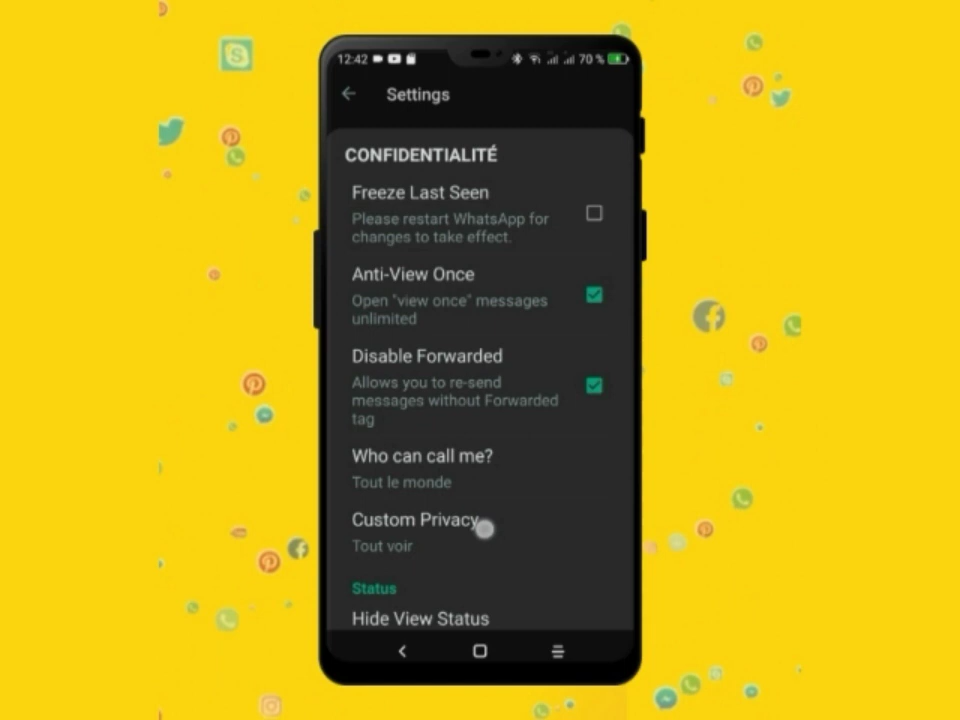 12:42
70 %
Settings
CONFIDENTIALITÉ
Freeze Last Seen
Please restart WhatsApp for
changes to take effect.
Anti-View Once
Open "view once" messages
unlimited
Disable Forwarded
Allows you to re-send
messages without Forwarded
tag
Who can call me?
Tout le monde
Custom Privacy
Tout voir
Status
Hide View Status